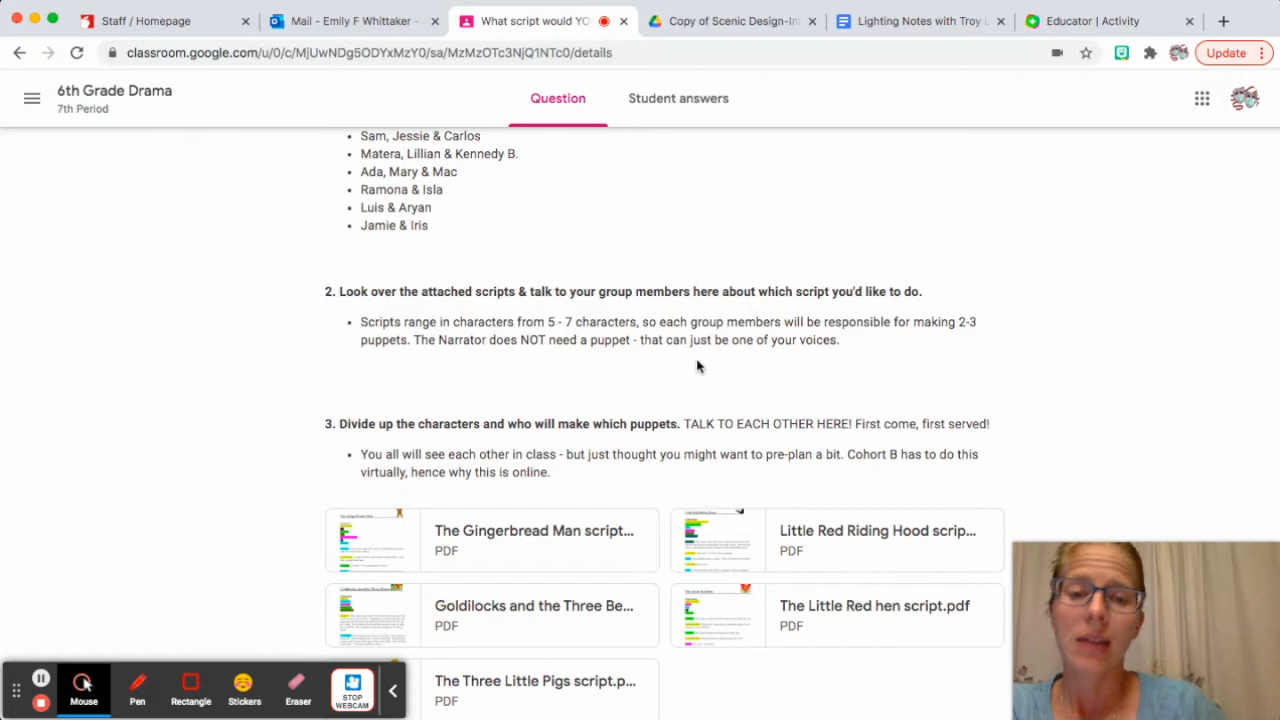 Staff / Homepage
Mail - Emily F Whittaker -
What script would YO
Copy of Scenic Design-In
Lighting Notes with Troy L
Educator | Activity
classroom.google.com/u/0/c/MjUwNDg5ODYxMzY0/sa/MzMzOTc3NjQ1NTc0/details
Update
6th Grade Drama
7th Period
Question
Student answers
• Sam, Jessie & Carlos
• Matera, Lillian & Kennedy B.
• Ada, Mary & Mac
• Ramona & Isla
• Luis & Aryan
• Jamie & Iris
2. Look over the attached scripts & talk to your group members here about which script you'd like to do.
• Scripts range in characters from 5 - 7 characters, so each group members will be responsible for making 2-3
puppets. The Narrator does NOT need a puppet - that can just be one of your voices.
3. Divide up the characters and who will make which puppets. TALK TO EACH OTHER HERE! First come, first served!
• You all will see each other in class - but just thought you might want to pre-plan a bit. Cohort B has to do this
virtually, hence why this is online.
The Gingerbread Man script...
PDF
Little Red Riding Hood scrip...
PDF
Goldilocks and the Three Be...
PDF
The Little Red hen script.pdf
PDF
The Three Little Pigs script.p...
PDF
Mouse
Pen
Rectangle
Stickers
Eraser
STOP
WEBCAM